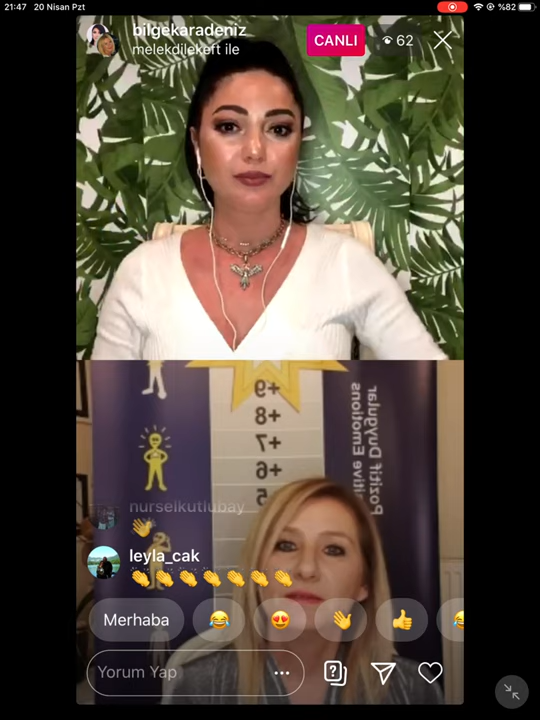 21:47 20 Nisan Pzt
%82
bilgekaradeniz
melekdilekeft ile
CANLI
62
+9
+8
+7
+6
5
Positive Emotions
Pozitif Duygular
nurselkutlubay
👋
leyla_cak
👏👏👏👏👏👏👏
Merhaba 😂 😍 👋 👍 😂
Yorum Yap